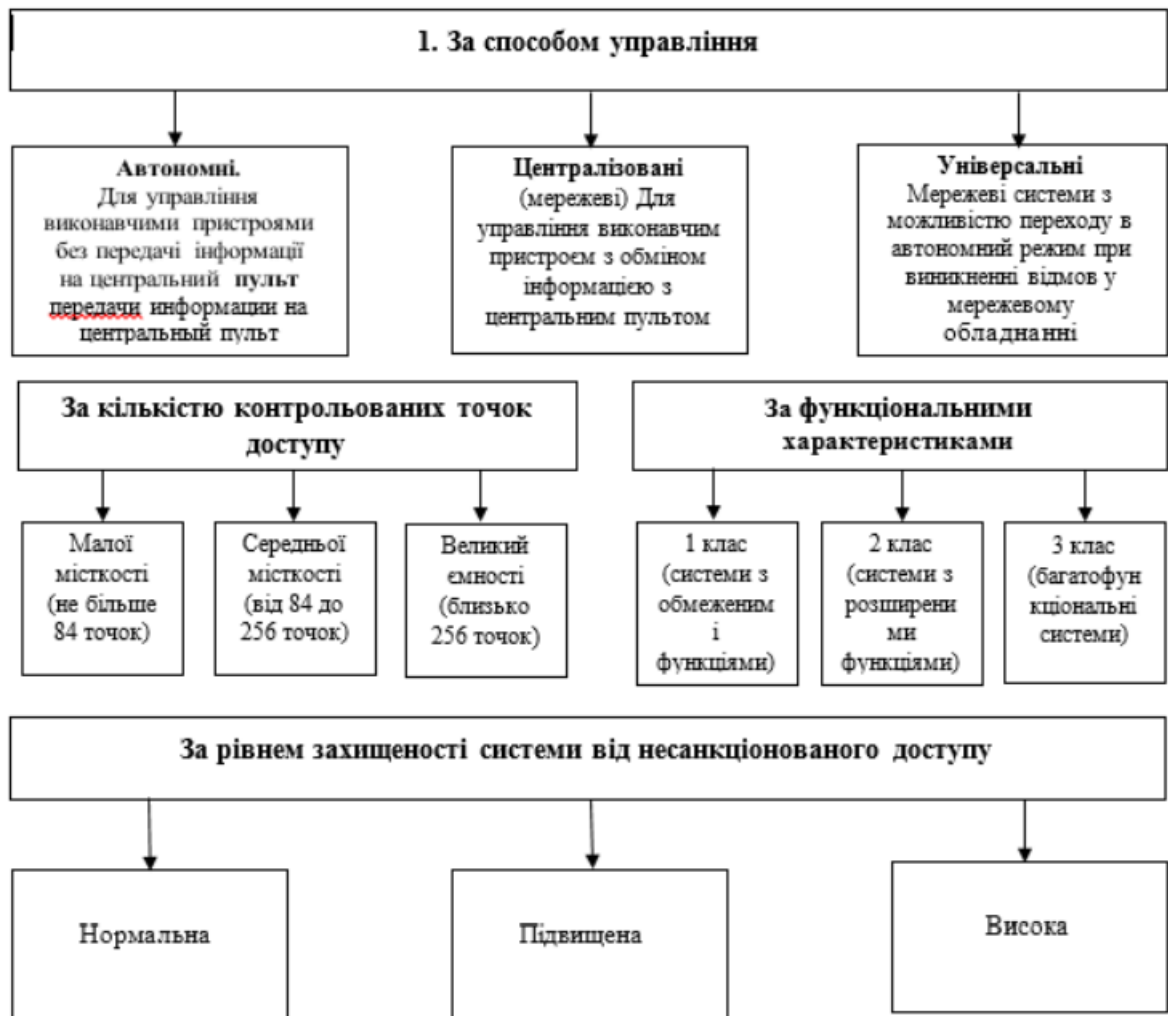 1. За способом управління
Автономні.
Для управління
виконавчими пристроями
без передачі інформації
на центральний пульт
передачи информации на
центральный пульт
Централізовані
(мережеві) Для
управління виконавчим
пристроєм з обміном
інформацією з
центральним пультом
Універсальні
Мережеві системи з
можливістю переходу в
автономний режим при
виникненні відмов у
мережевому
обладнанні
За кількістю контрольованих точок
доступу
Малої
місткості
(не більше
84 точок)
Середньої
місткості
(від 84 до
256 точок)
Великий
ємності
(близько
256 точок)
За функціональними
характеристиками
1 клас
(системи з
обмеженим
і
функціями)
2 клас
(системи з
розширени
ми
функціями)
3 клас
(багатофун
кціональні
системи)
За рівнем захищеності системи від несанкціонованого доступу
Нормальна
Підвищена
Висока